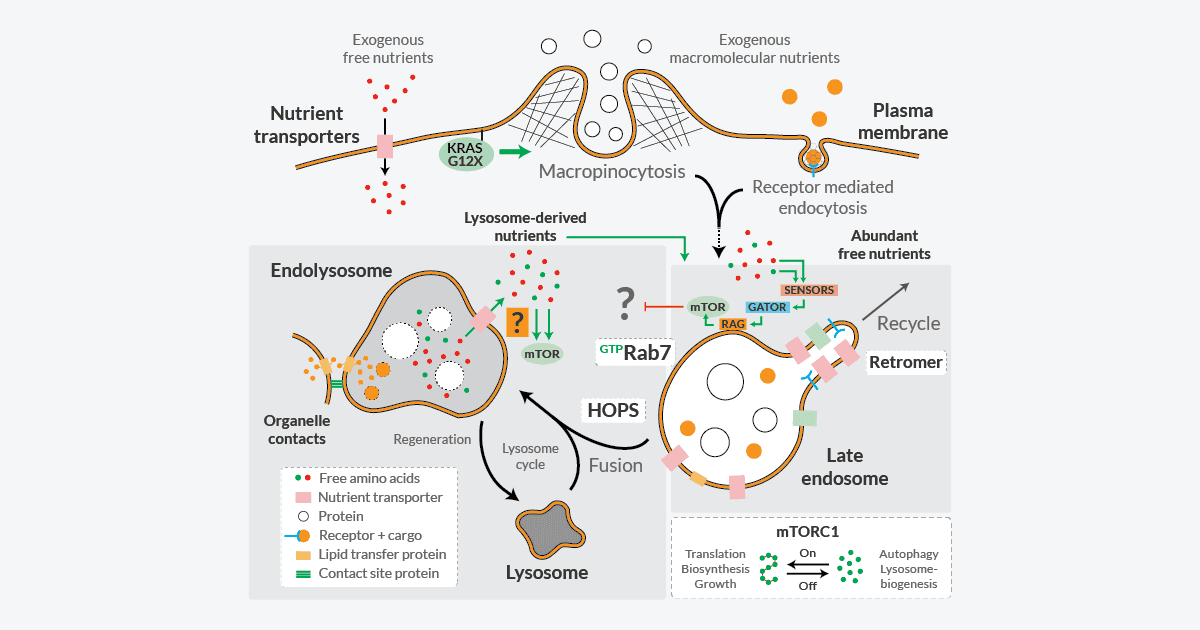 Exogenous
free nutrients
Exogenous
macromolecular nutrients
Nutrient
transporters
Plasma
membrane
KRAS
G12X
Macropinocytosis
Receptor mediated
endocytosis
Lysosome-derived
nutrients
Abundant
free nutrients
Endolysosome
SENSORS
?
mTOR
GATOR
RAG
?
mTOR
GTPRab7
Recycle
Retromer
HOPS
Organelle
contacts
Regeneration
Lysosome
cycle
Fusion
Late
endosome
Free amino acids
Nutrient transporter
Protein
Receptor + cargo
Lipid transfer protein
Contact site protein
Lysosome
mTORC1
Translation
Biosynthesis
Growth
On
Off
Autophagy
Lysosome-
biogenesis